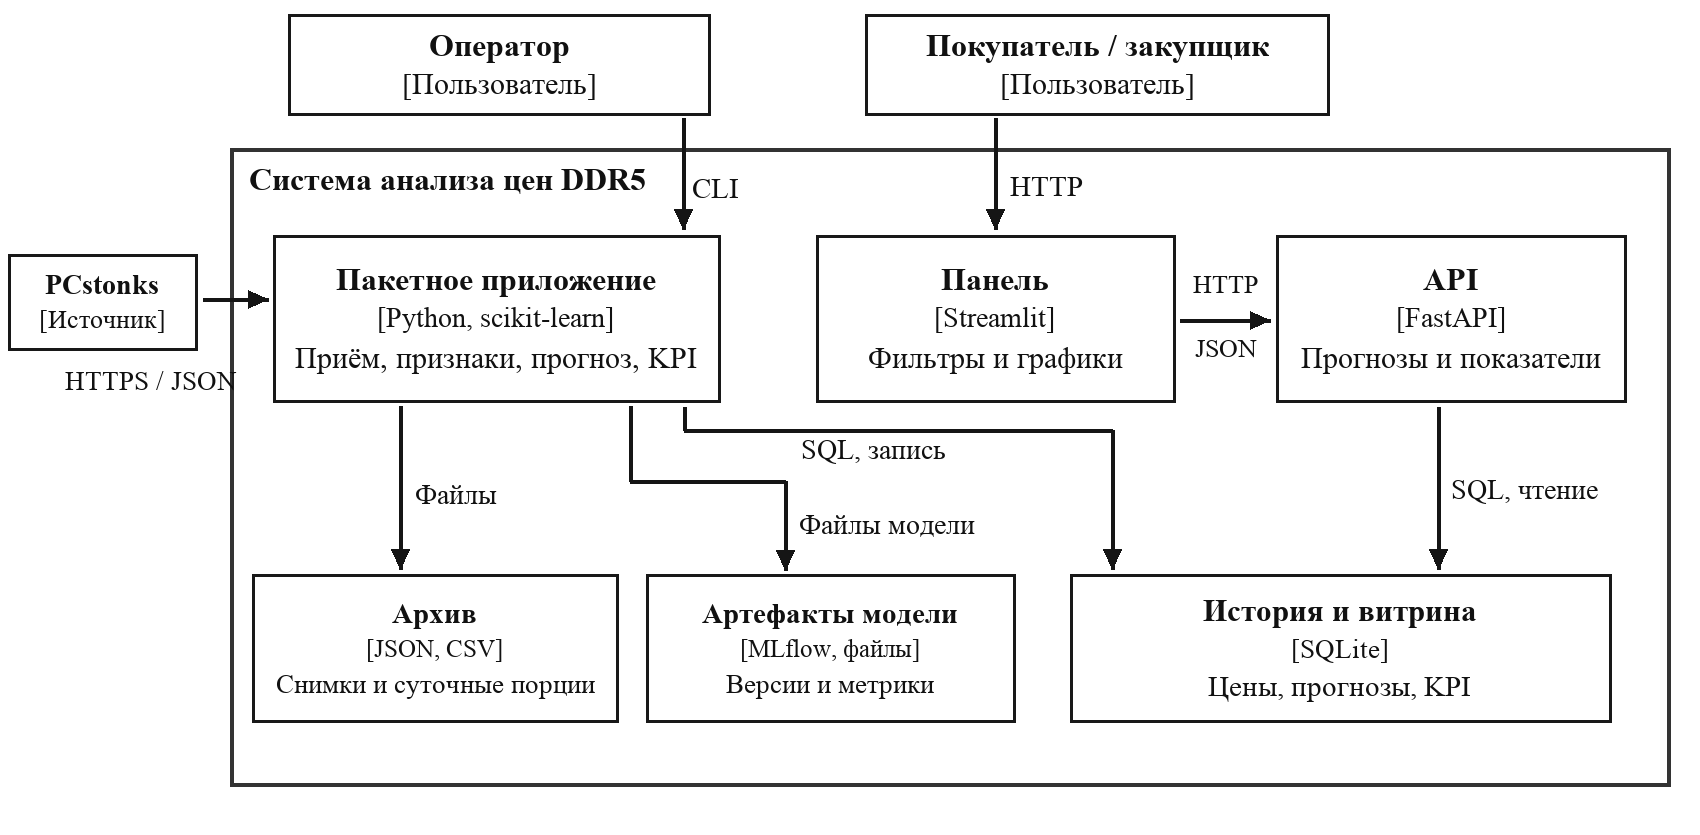 Оператор
[Пользователь]
Покупатель / закупщик
[Пользователь]
Система анализа цен DDR5
CLI
HTTP
PCstonks
[Источник]
HTTPS / JSON
Пакетное приложение
[Python, scikit-learn]
Приём, признаки, прогноз, KPI
Панель
[Streamlit]
Фильтры и графики
HTTP
JSON
API
[FastAPI]
Прогнозы и показатели
Файлы
Файлы модели
SQL, запись
SQL, чтение
Архив
[JSON, CSV]
Снимки и суточные порции
Артефакты модели
[MLflow, файлы]
Версии и метрики
История и витрина
[SQLite]
Цены, прогнозы, KPI